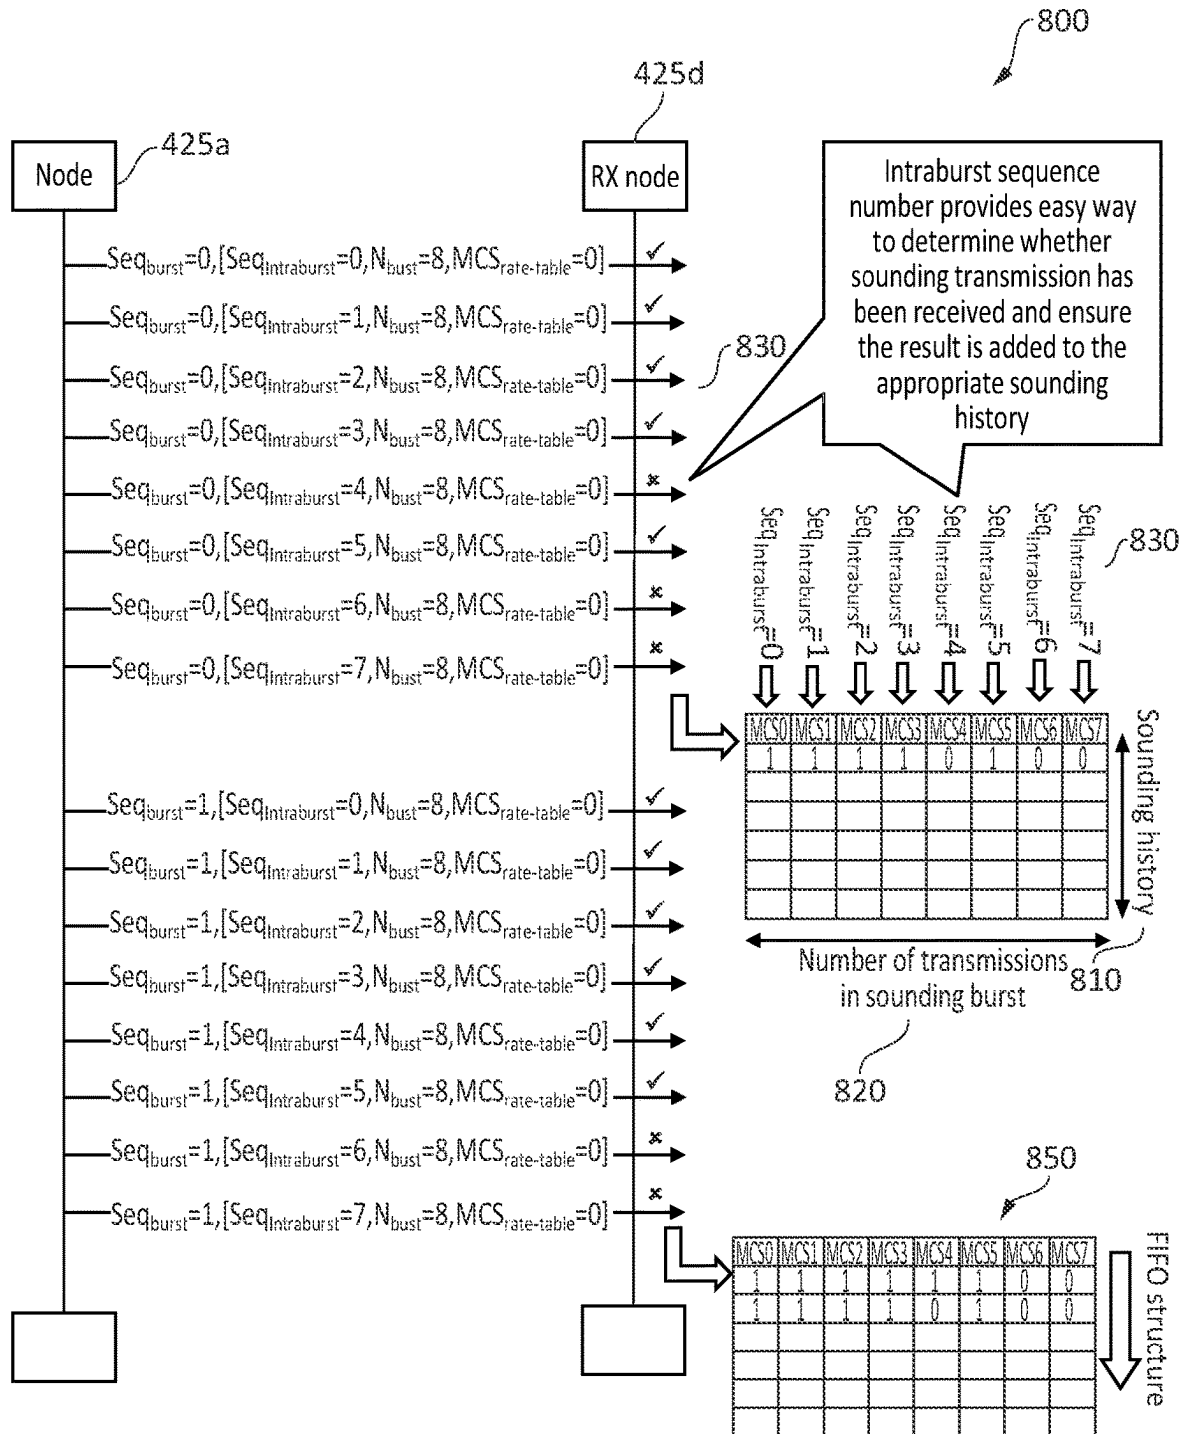 800
425d
425a
Node
RX node
Intraburst sequence
number provides easy way
to determine whether
sounding transmission has
been received and ensure
the result is added to the
appropriate sounding
history
Seqburst=0,[SeqIntraburst=0,Nbust=8,MCSrate-table=0]
Seqburst=0,[SeqIntraburst=1,Nbust=8,MCSrate-table=0]
830
Seqburst=0,[SeqIntraburst=2,Nbust=8,MCSrate-table=0]
Seqburst=0,[SeqIntraburst=3,Nbust=8,MCSrate-table=0]
Seqburst=0,[SeqIntraburst=4,Nbust=8,MCSrate-table=0]
Seqburst=0,[SeqIntraburst=5,Nbust=8,MCSrate-table=0]
Seqburst=0,[SeqIntraburst=6,Nbust=8,MCSrate-table=0]
Seqburst=0,[SeqIntraburst=7,Nbust=8,MCSrate-table=0]
SeqIntraburst=0
SeqIntraburst=1
SeqIntraburst=2
SeqIntraburst=3
SeqIntraburst=4
SeqIntraburst=5
SeqIntraburst=6
SeqIntraburst=7
830
MCS0 MCS1 MCS2 MCS3 MCS4 MCS5 MCS6 MCS7
1 1 1 1 0 1 0 0
Sounding history
810
Number of transmissions
in sounding burst
820
Seqburst=1,[SeqIntraburst=0,Nbust=8,MCSrate-table=0]
Seqburst=1,[SeqIntraburst=1,Nbust=8,MCSrate-table=0]
Seqburst=1,[SeqIntraburst=2,Nbust=8,MCSrate-table=0]
Seqburst=1,[SeqIntraburst=3,Nbust=8,MCSrate-table=0]
Seqburst=1,[SeqIntraburst=4,Nbust=8,MCSrate-table=0]
Seqburst=1,[SeqIntraburst=5,Nbust=8,MCSrate-table=0]
Seqburst=1,[SeqIntraburst=6,Nbust=8,MCSrate-table=0]
Seqburst=1,[SeqIntraburst=7,Nbust=8,MCSrate-table=0]
850
MCS0 MCS1 MCS2 MCS3 MCS4 MCS5 MCS6 MCS7
1 1 1 1 1 1 0 0
1 1 1 1 0 1 0 0
FIFO structure